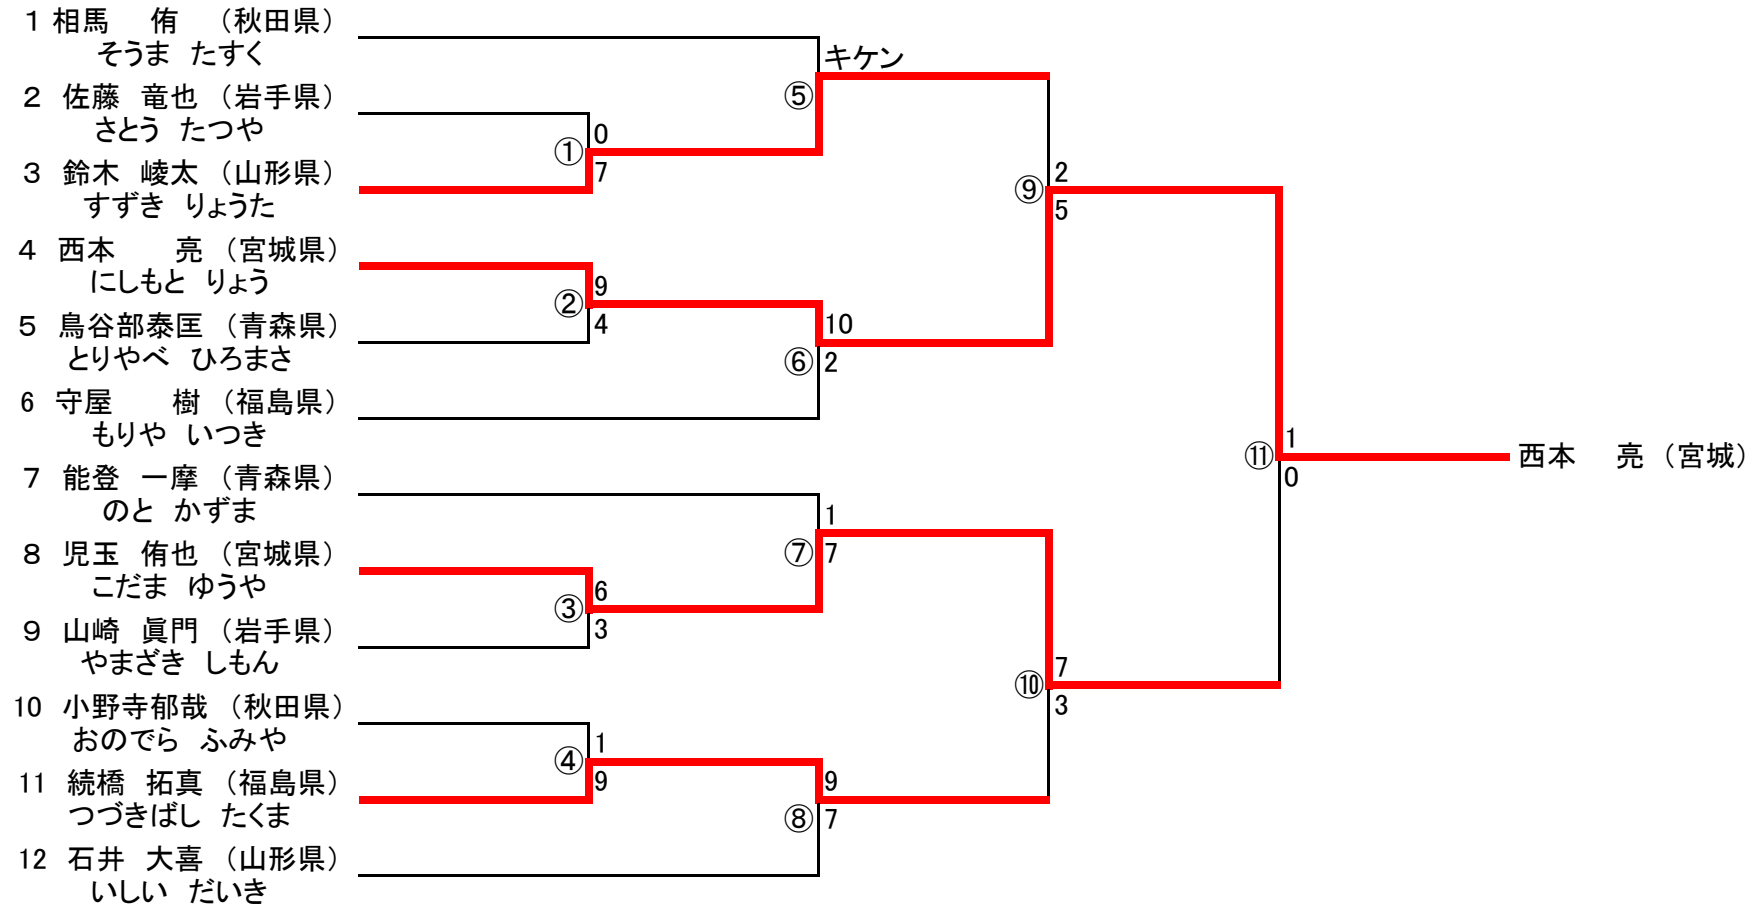 1 相馬　侑 （秋田県）
そうま たすく
キケン
2 佐藤 竜也 （岩手県）
⑤
さとう たつや
0
①
3 鈴木 崚太 （山形県）
7
2
すずき りょうた
⑨
5
4 西本　亮 （宮城県）
にしもと りょう
9
②
5 鳥谷部泰匡 （青森県）
4
10
とりやべ ひろまさ
⑥
2
6 守屋　樹 （福島県）
もりや いつき
1
⑪
西本　亮（宮城）
0
7 能登 一摩 （青森県）
のと かずま
1
⑦
7
8 児玉 侑也 （宮城県）
こだま ゆうや
6
③
9 山崎 眞門 （岩手県）
3
やまざき しもん
7
⑩
3
10 小野寺郁哉 （秋田県）
おのでら ふみや
1
④
11 続橋 拓真 （福島県）
9
9
つづきばし たくま
⑧
7
12 石井 大喜 （山形県）
いしい だいき